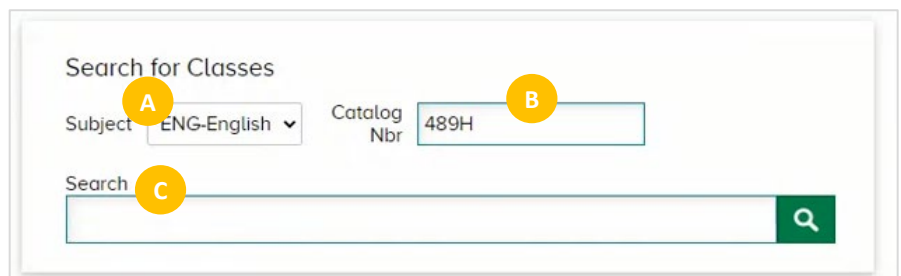 Search for Classes
A
B
Subject ENG-English Catalog Nbr 489H
Search
C